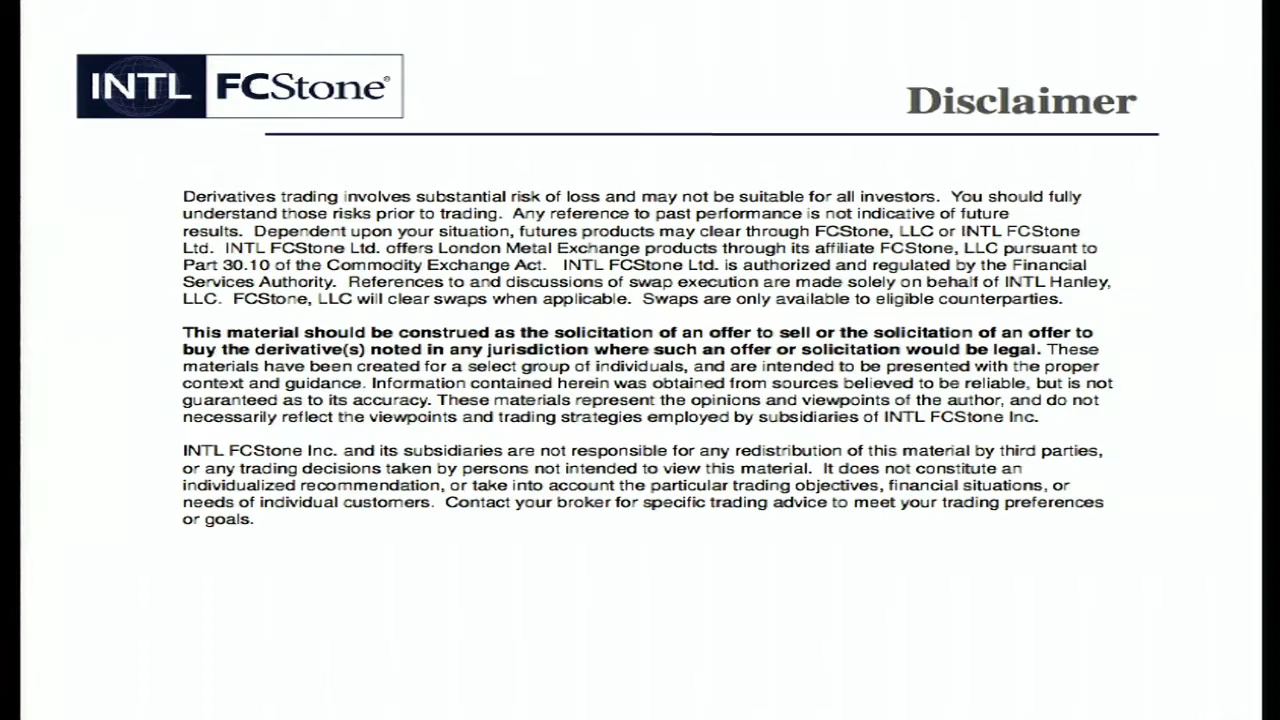 INTL FCStone®
Disclaimer
Derivatives trading involves substantial risk of loss and may not be suitable for all investors. You should fully
understand those risks prior to trading. Any reference to past performance is not indicative of future
results. Dependent upon your situation, futures products may clear through FCStone, LLC or INTL FCStone
Ltd. INTL FCStone Ltd. offers London Metal Exchange products through its affiliate FCStone, LLC pursuant to
Part 30.10 of the Commodity Exchange Act. INTL FCStone Ltd. is authorized and regulated by the Financial
Services Authority. References to and discussions of swap execution are made solely on behalf of INTL Hanley,
LLC. FCStone, LLC will clear swaps when applicable. Swaps are only available to eligible counterparties.
This material should be construed as the solicitation of an offer to sell or the solicitation of an offer to
buy the derivative(s) noted in any jurisdiction where such an offer or solicitation would be legal. These
materials have been created for a select group of individuals, and are intended to be presented with the proper
context and guidance. Information contained herein was obtained from sources believed to be reliable, but is not
guaranteed as to its accuracy. These materials represent the opinions and viewpoints of the author, and do not
necessarily reflect the viewpoints and trading strategies employed by subsidiaries of INTL FCStone Inc.
INTL FCStone Inc. and its subsidiaries are not responsible for any redistribution of this material by third parties,
or any trading decisions taken by persons not intended to view this material. It does not constitute an
individualized recommendation, or take into account the particular trading objectives, financial situations, or
needs of individual customers. Contact your broker for specific trading advice to meet your trading preferences
or goals.